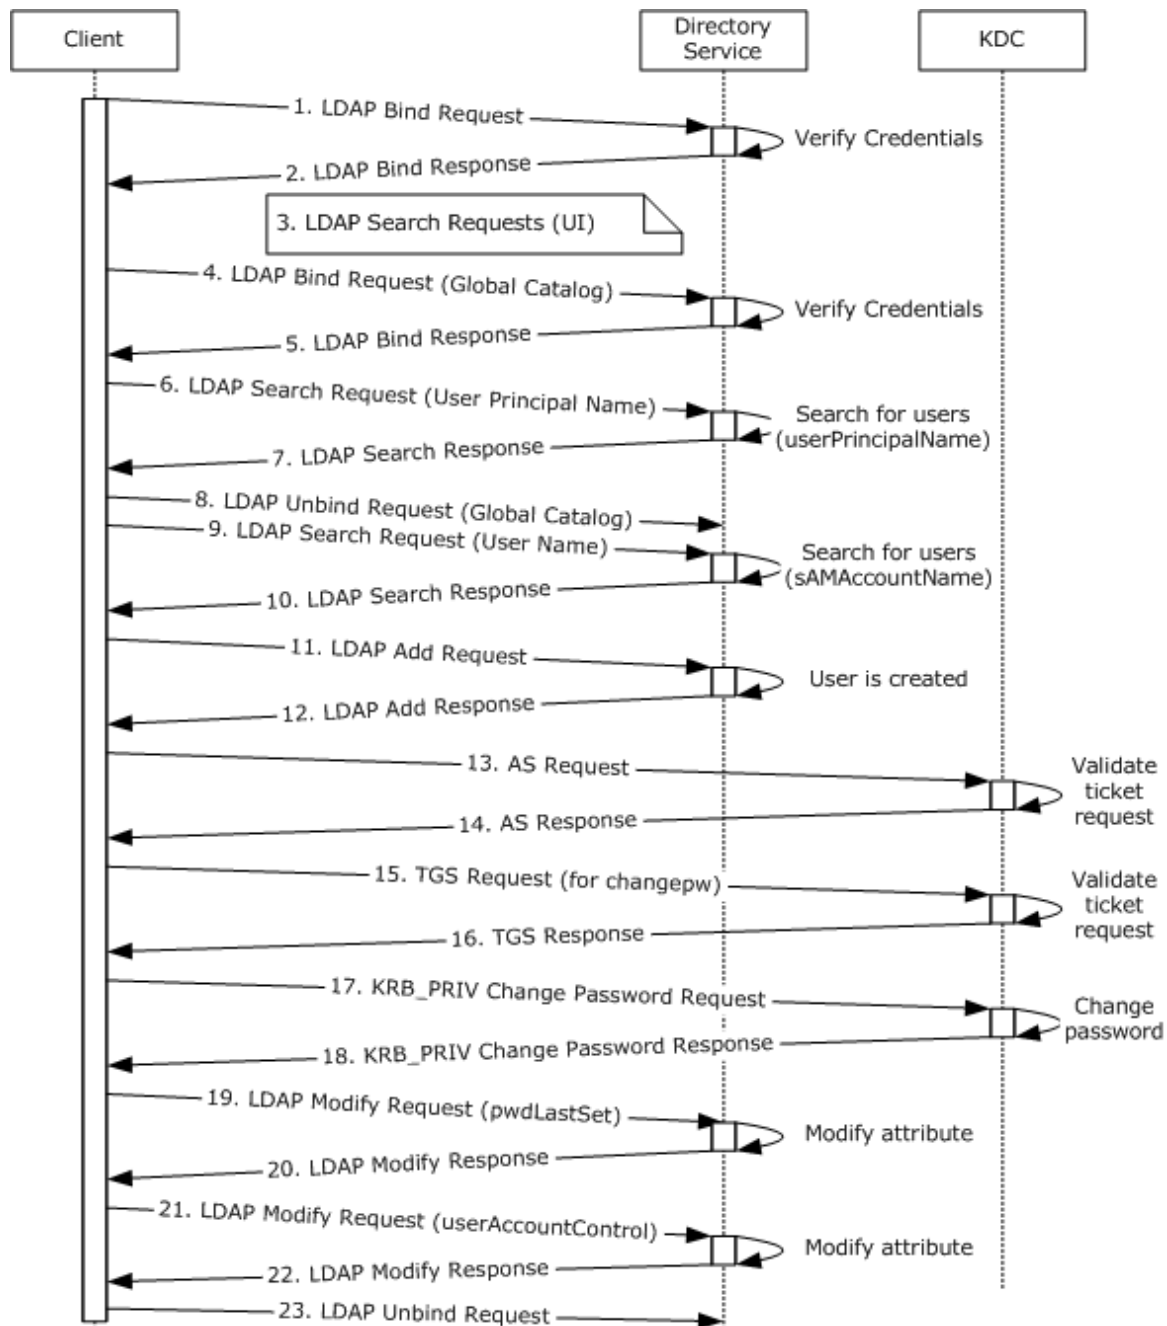 Client
Directory
Service
KDC
1. LDAP Bind Request
Verify Credentials
2. LDAP Bind Response
3. LDAP Search Requests (UI)
4. LDAP Bind Request (Global Catalog)
Verify Credentials
5. LDAP Bind Response
6. LDAP Search Request (User Principal Name)
Search for users
(userPrincipalName)
7. LDAP Search Response
8. LDAP Unbind Request (Global Catalog)
9. LDAP Search Request (User Name)
Search for users
(sAMAccountName)
10. LDAP Search Response
11. LDAP Add Request
User is created
12. LDAP Add Response
13. AS Request
Validate
ticket
request
14. AS Response
15. TGS Request (for changepw)
Validate
ticket
request
16. TGS Response
17. KRB_PRIV Change Password Request
Change
password
18. KRB_PRIV Change Password Response
19. LDAP Modify Request (pwdLastSet)
Modify attribute
20. LDAP Modify Response
21. LDAP Modify Request (userAccountControl)
Modify attribute
22. LDAP Modify Response
23. LDAP Unbind Request